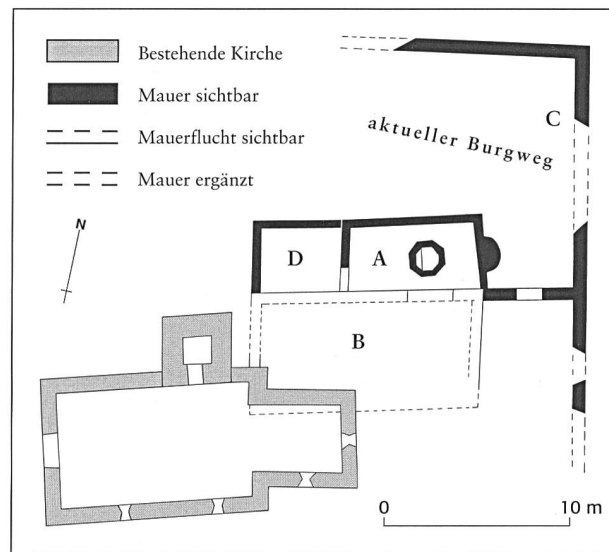 Bestehende Kirche
Mauer sichtbar
Mauerflucht sichtbar
Mauer ergänzt
N
aktueller Burgweg
C
D
A
B
0 10 m